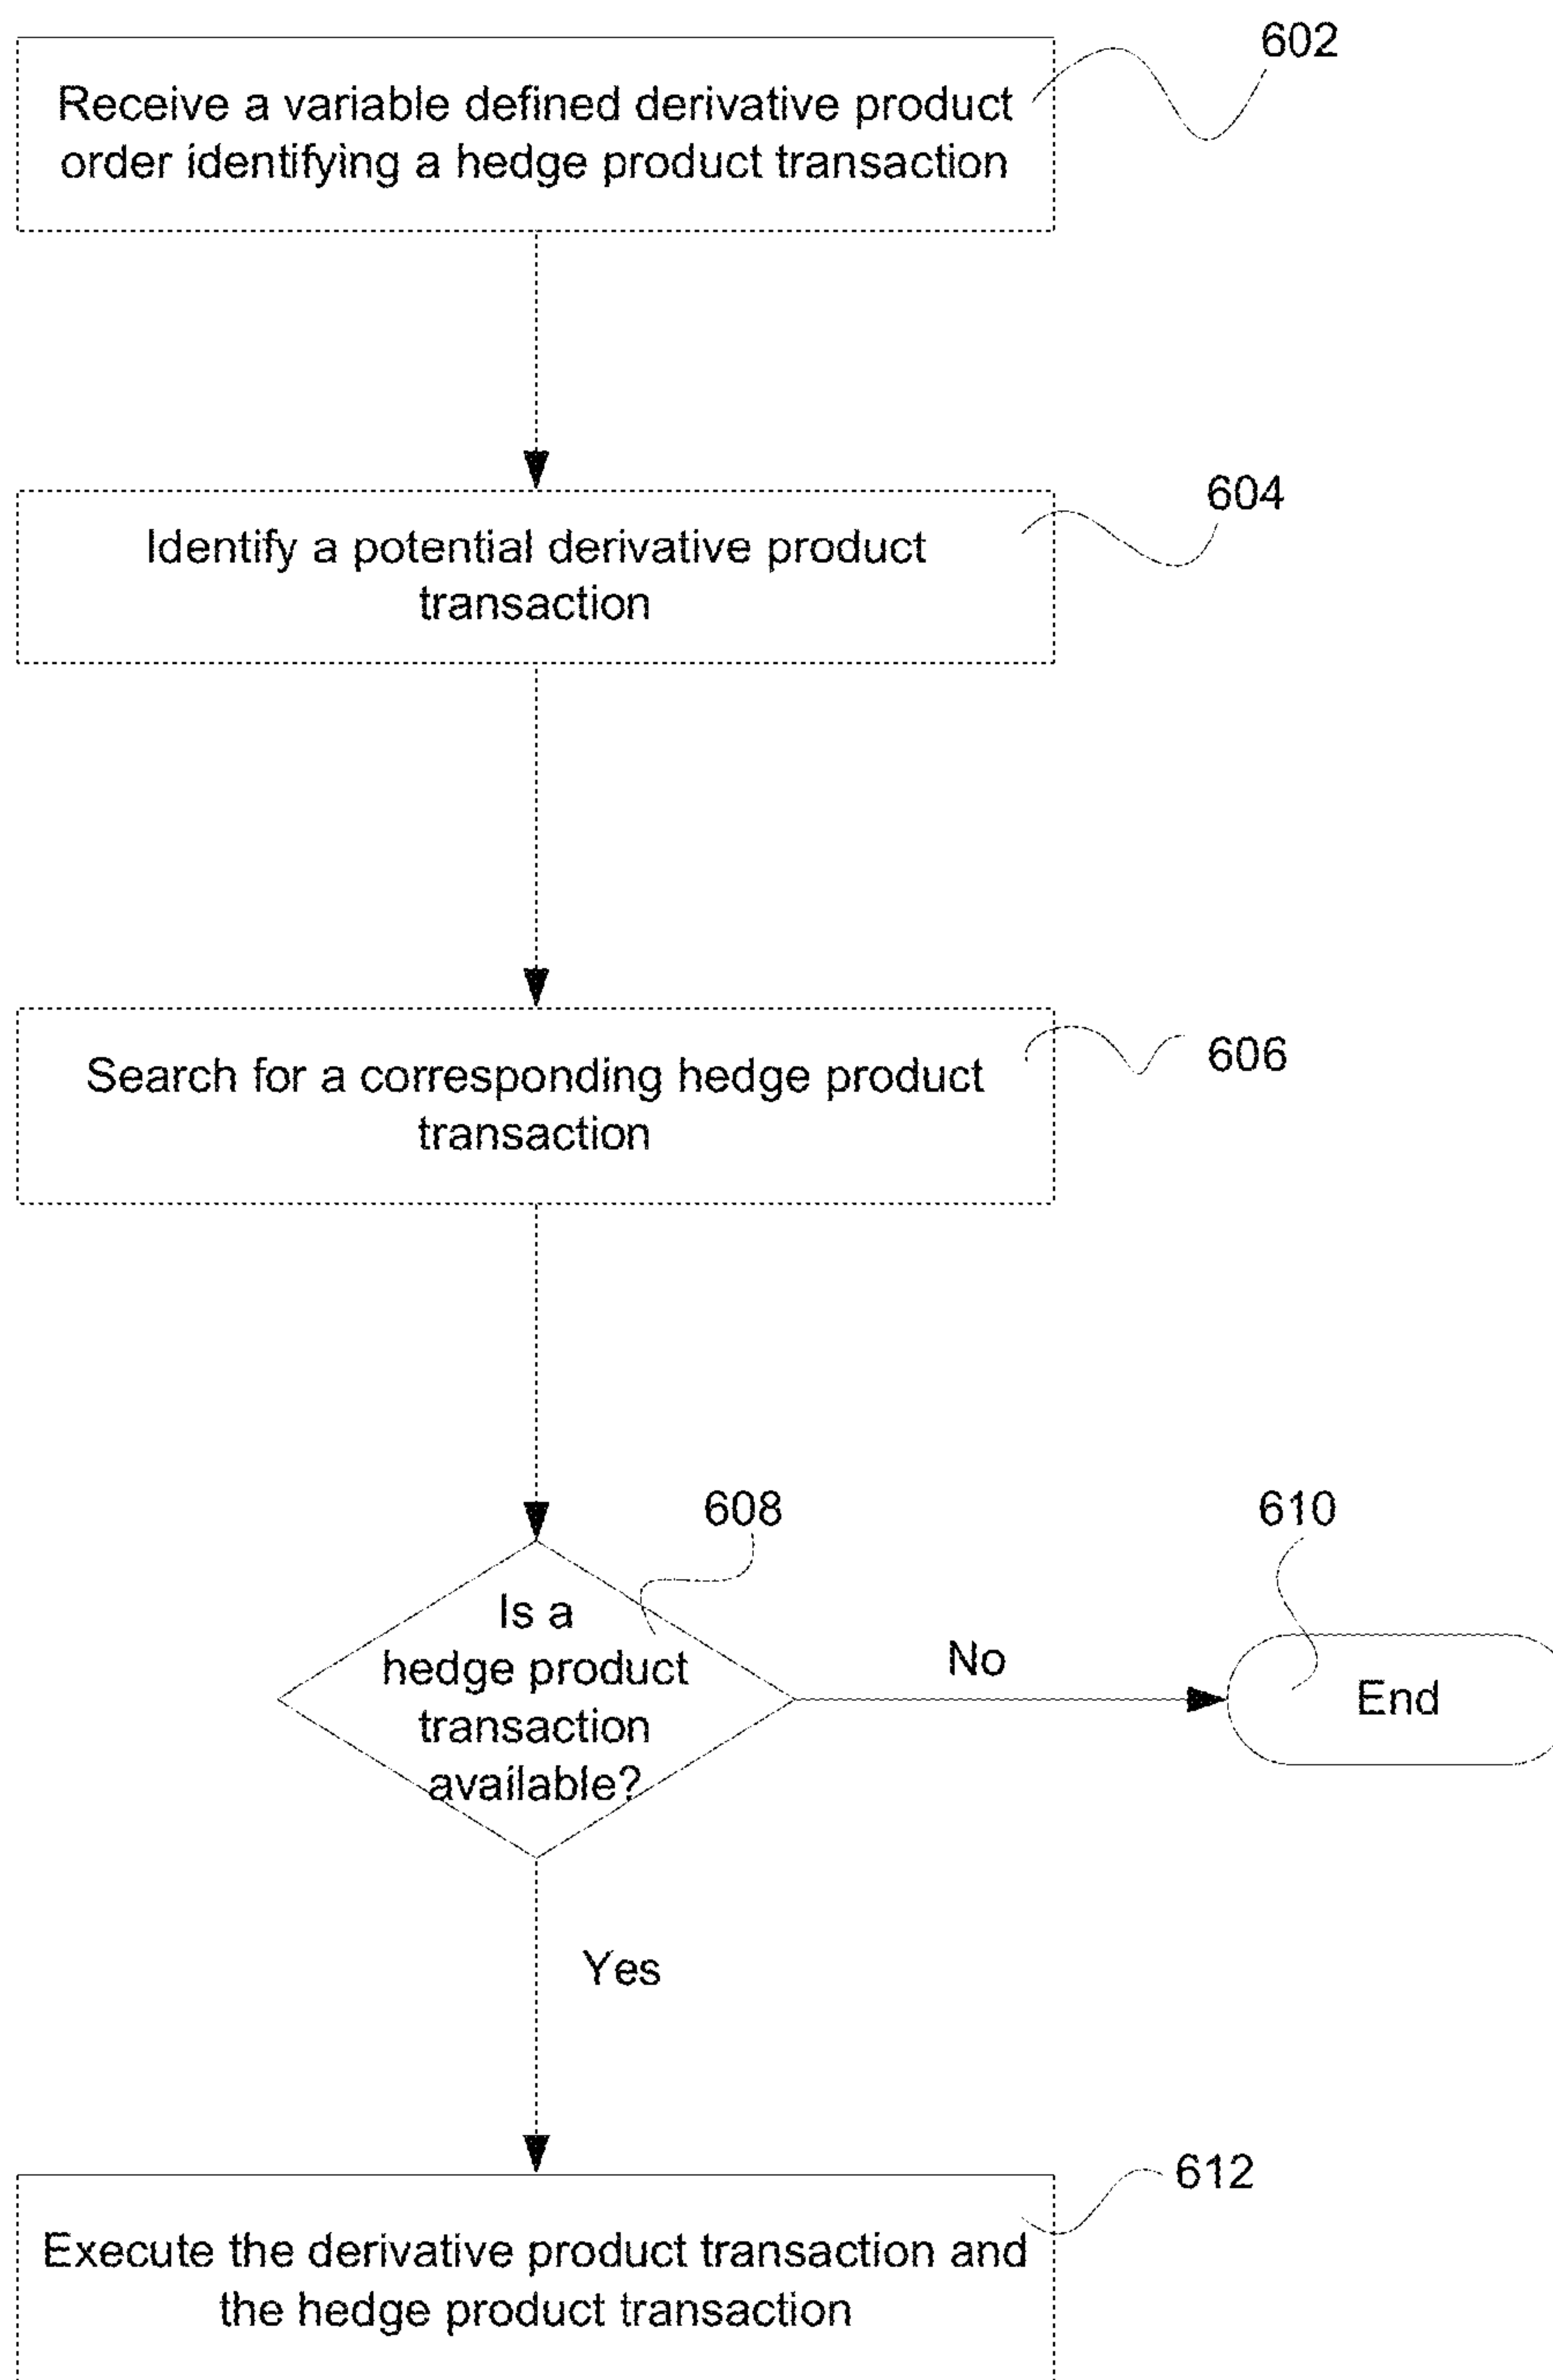 602
Receive a variable defined derivative product
order identifying a hedge product transaction
604
Identify a potential derivative product
transaction
606
Search for a corresponding hedge product
transaction
608
610
Is a
hedge product
transaction
available?
No
End
Yes
612
Execute the derivative product transaction and
the hedge product transaction